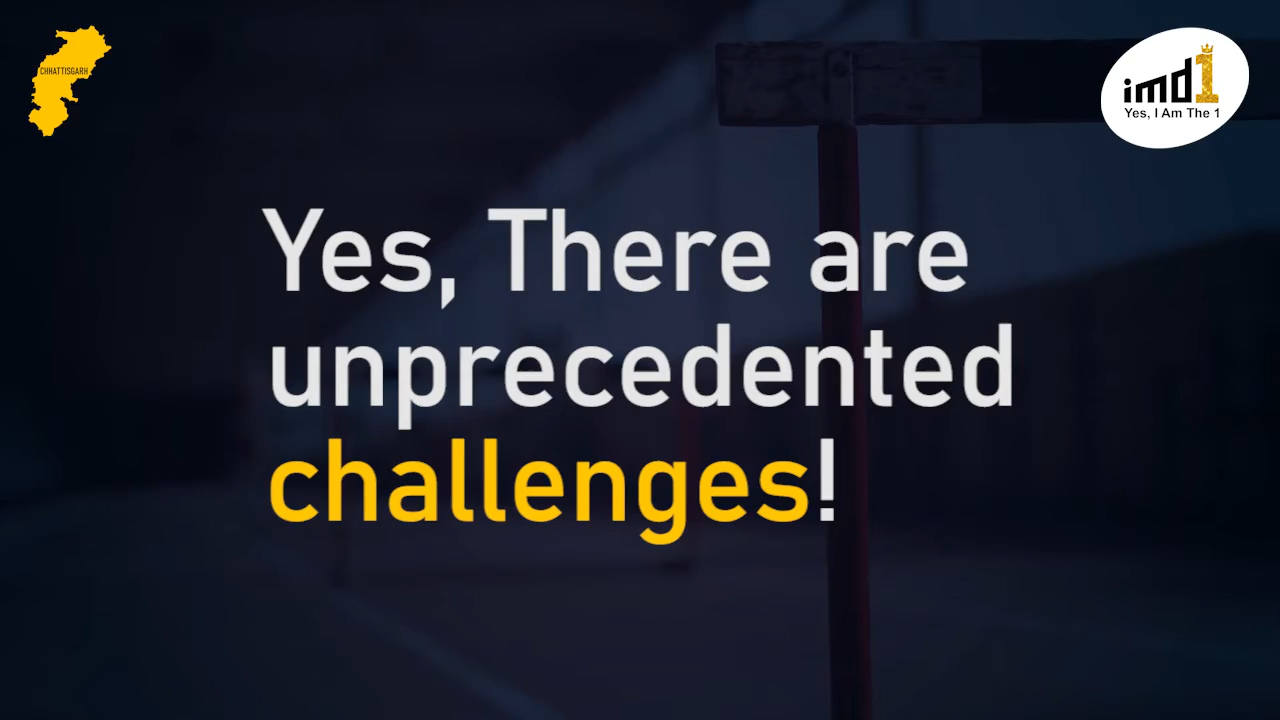 CHHATTISGARH
imd1
Yes, I Am The 1
Yes, There are
unprecedented
challenges!